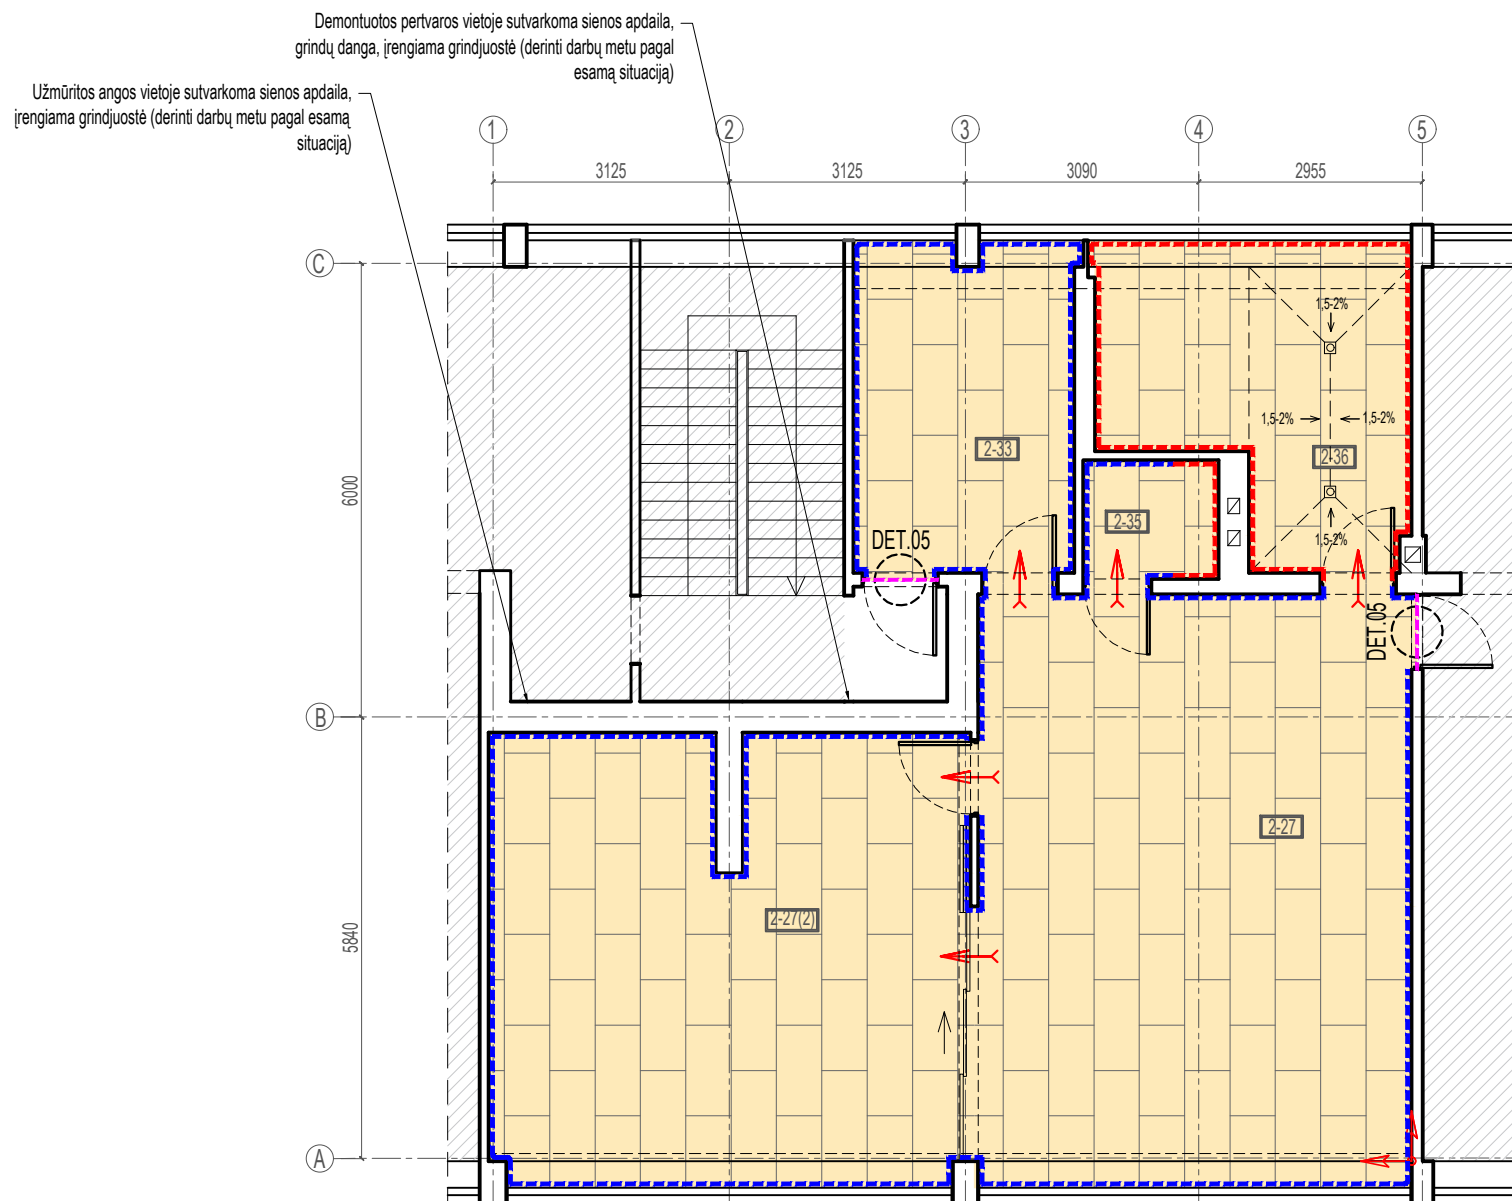 Demontuotos pertvaros vietoje sutvarkoma sienos apdaila,
grindų danga, įrengiama grindjuostė (derinti darbų metu pagal
esamą situaciją)
Užmūritos angos vietoje sutvarkoma sienos apdaila,
įrengiama grindjuostė (derinti darbų metu pagal esamą
situaciją)
1
2
3
4
5
3125
3125
3090
2955
C
B
A
6000
5840
1,5-2%
1,5-2%
1,5-2%
1,5-2%
2-33
2-36
2-35
DET.05
DET.05
2-27
2-27(2)